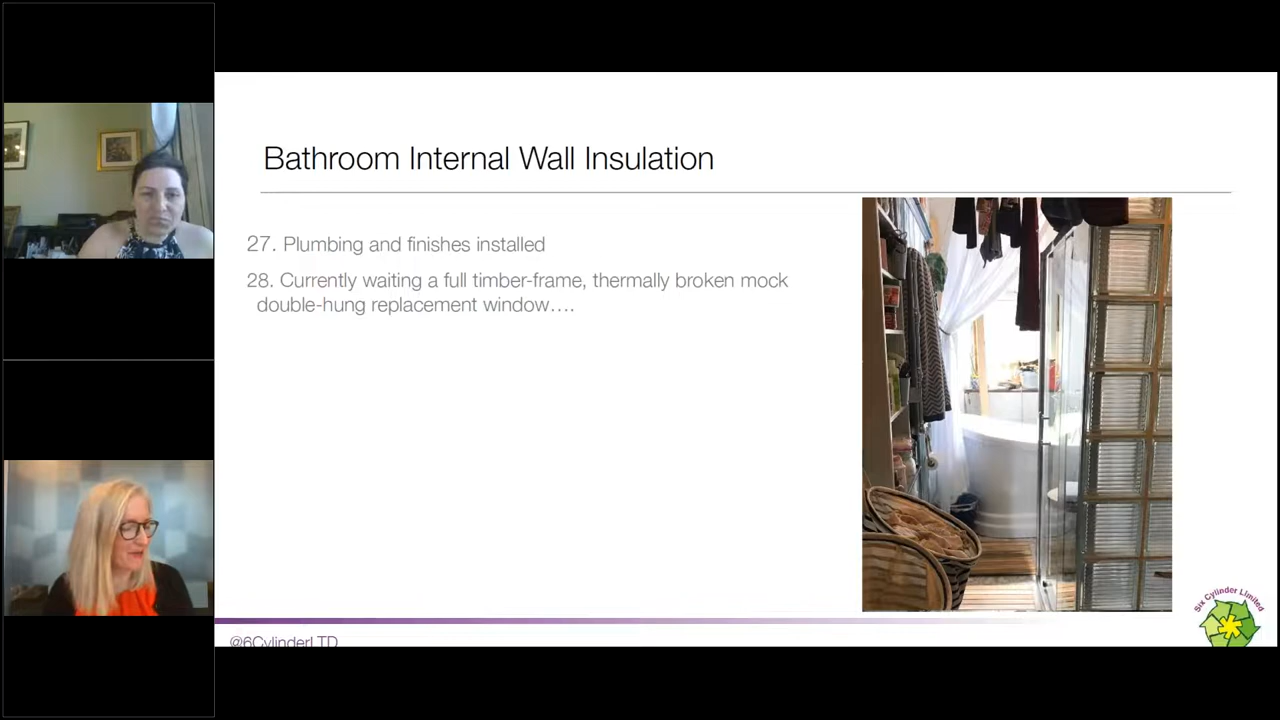 Bathroom Internal Wall Insulation
27. Plumbing and finishes installed
28. Currently waiting a full timber-frame, thermally broken mock
double-hung replacement window….
@6CylinderLTD
Six Cylinder Limited